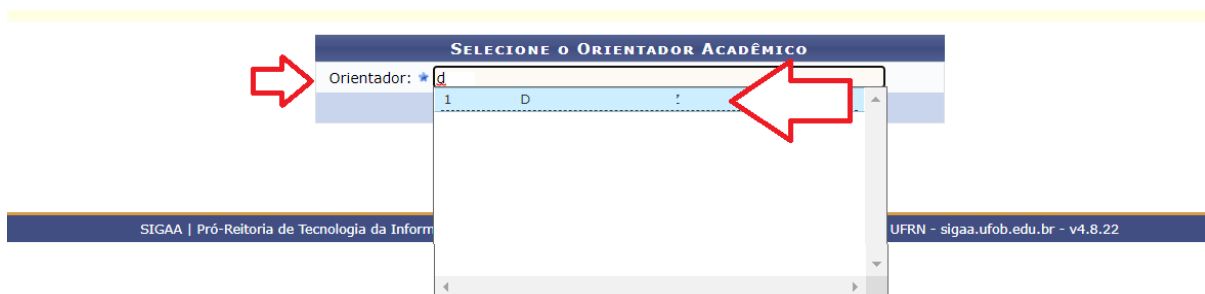 SELECIONE O ORIENTADOR ACADÊMICO
Orientador: d
1 D
SIGAA | Pró-Reitoria de Tecnologia da Inform UFRN - sigaa.ufob.edu.br - v4.8.22